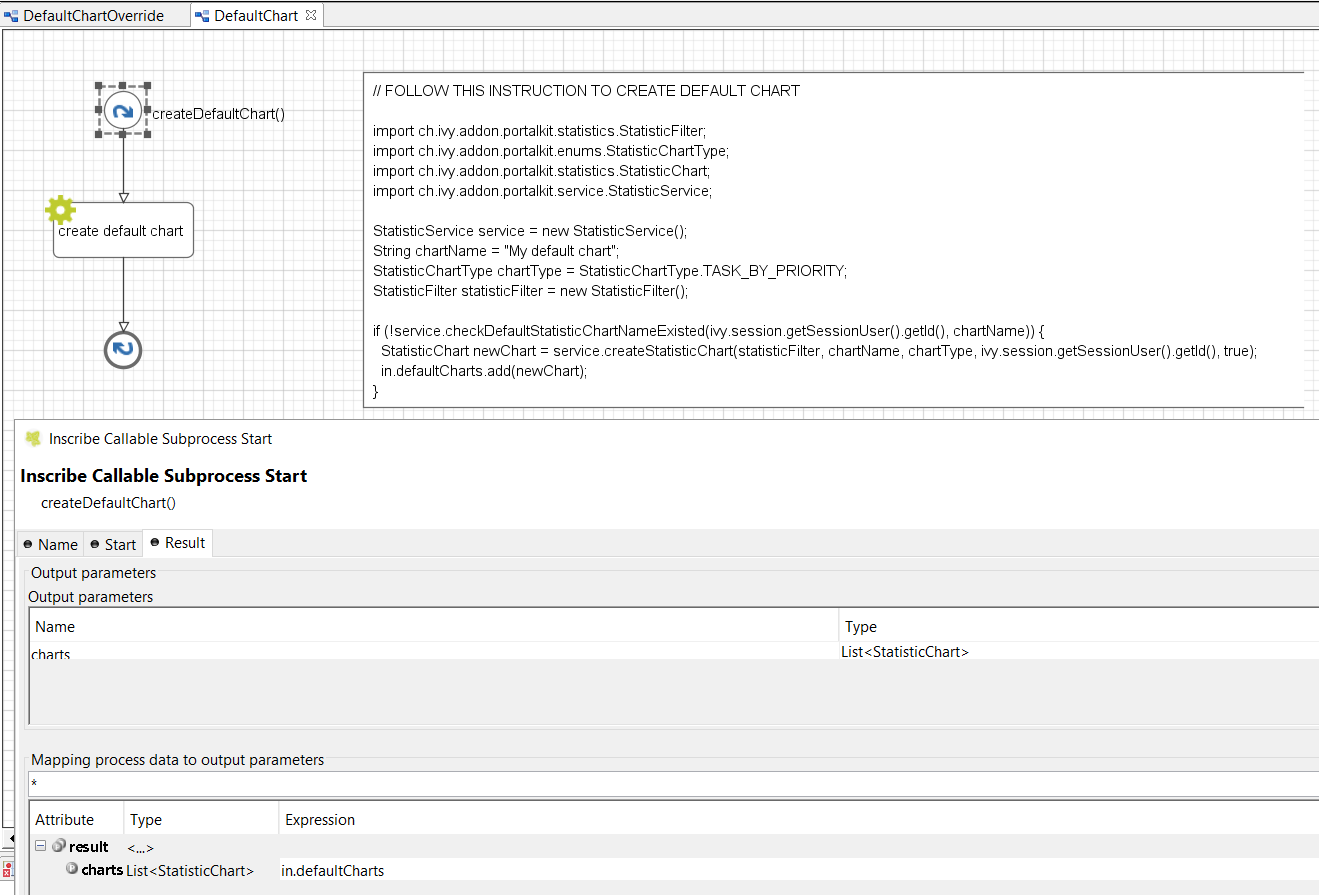 DefaultChartOverride
DefaultChart
createDefaultChart()
create default chart
// FOLLOW THIS INSTRUCTION TO CREATE DEFAULT CHART
import ch.ivy.addon.portalkit.statistics.StatisticFilter;
import ch.ivy.addon.portalkit.enums.StatisticChartType;
import ch.ivy.addon.portalkit.statistics.StatisticChart;
import ch.ivy.addon.portalkit.service.StatisticService;
StatisticService service = new StatisticService();
String chartName = "My default chart";
StatisticChartType chartType = StatisticChartType.TASK_BY_PRIORITY;
StatisticFilter statisticFilter = new StatisticFilter();
if (!service.checkDefaultStatisticChartNameExisted(ivy.session.getSessionUser().getId(), chartName)) {
StatisticChart newChart = service.createStatisticChart(statisticFilter, chartName, chartType, ivy.session.getSessionUser().getId(), true);
in.defaultCharts.add(newChart);
}
Inscribe Callable Subprocess Start
Inscribe Callable Subprocess Start
createDefaultChart()
Name Start Result
Output parameters
Output parameters
Name Type
charts List<StatisticChart>
Mapping process data to output parameters
*
Attribute Type Expression
result <...>
charts List<StatisticChart> in.defaultCharts